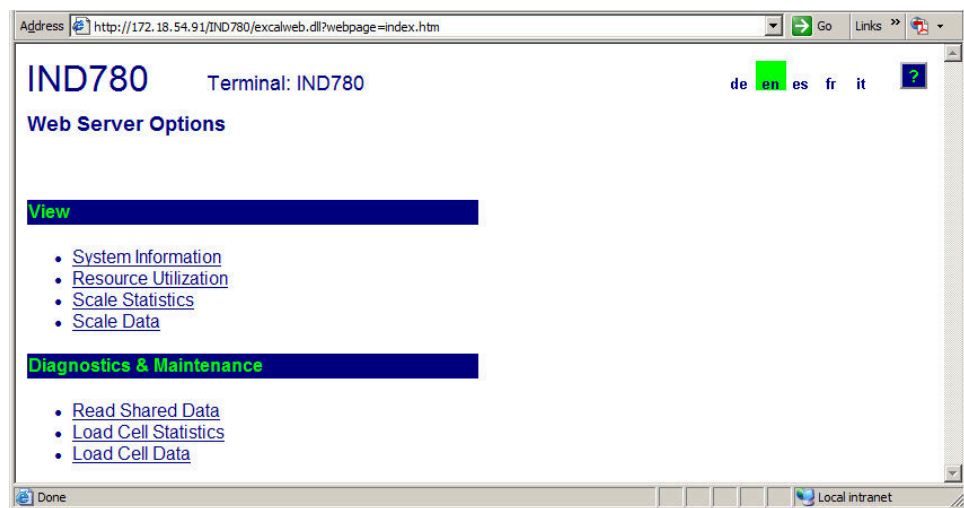 Address http://172.18.54.91/IND780/excalweb.dll?webpage=index.htm Go Links »
IND780 Terminal: IND780 de en es fr it ?
Web Server Options
View
• System Information
• Resource Utilization
• Scale Statistics
• Scale Data
Diagnostics & Maintenance
• Read Shared Data
• Load Cell Statistics
• Load Cell Data
Done Local intranet